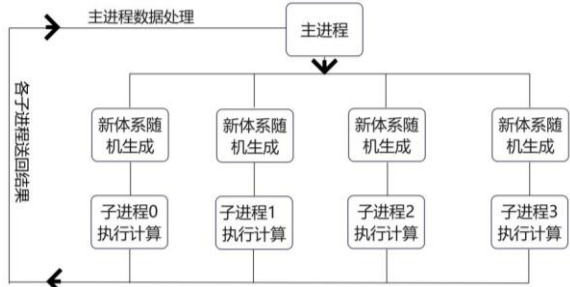 主进程数据处理
主进程
各子进程送回结果
新体系随
机生成
新体系随
机生成
新体系随
机生成
新体系随
机生成
子进程0
执行计算
子进程1
执行计算
子进程2
执行计算
子进程3
执行计算